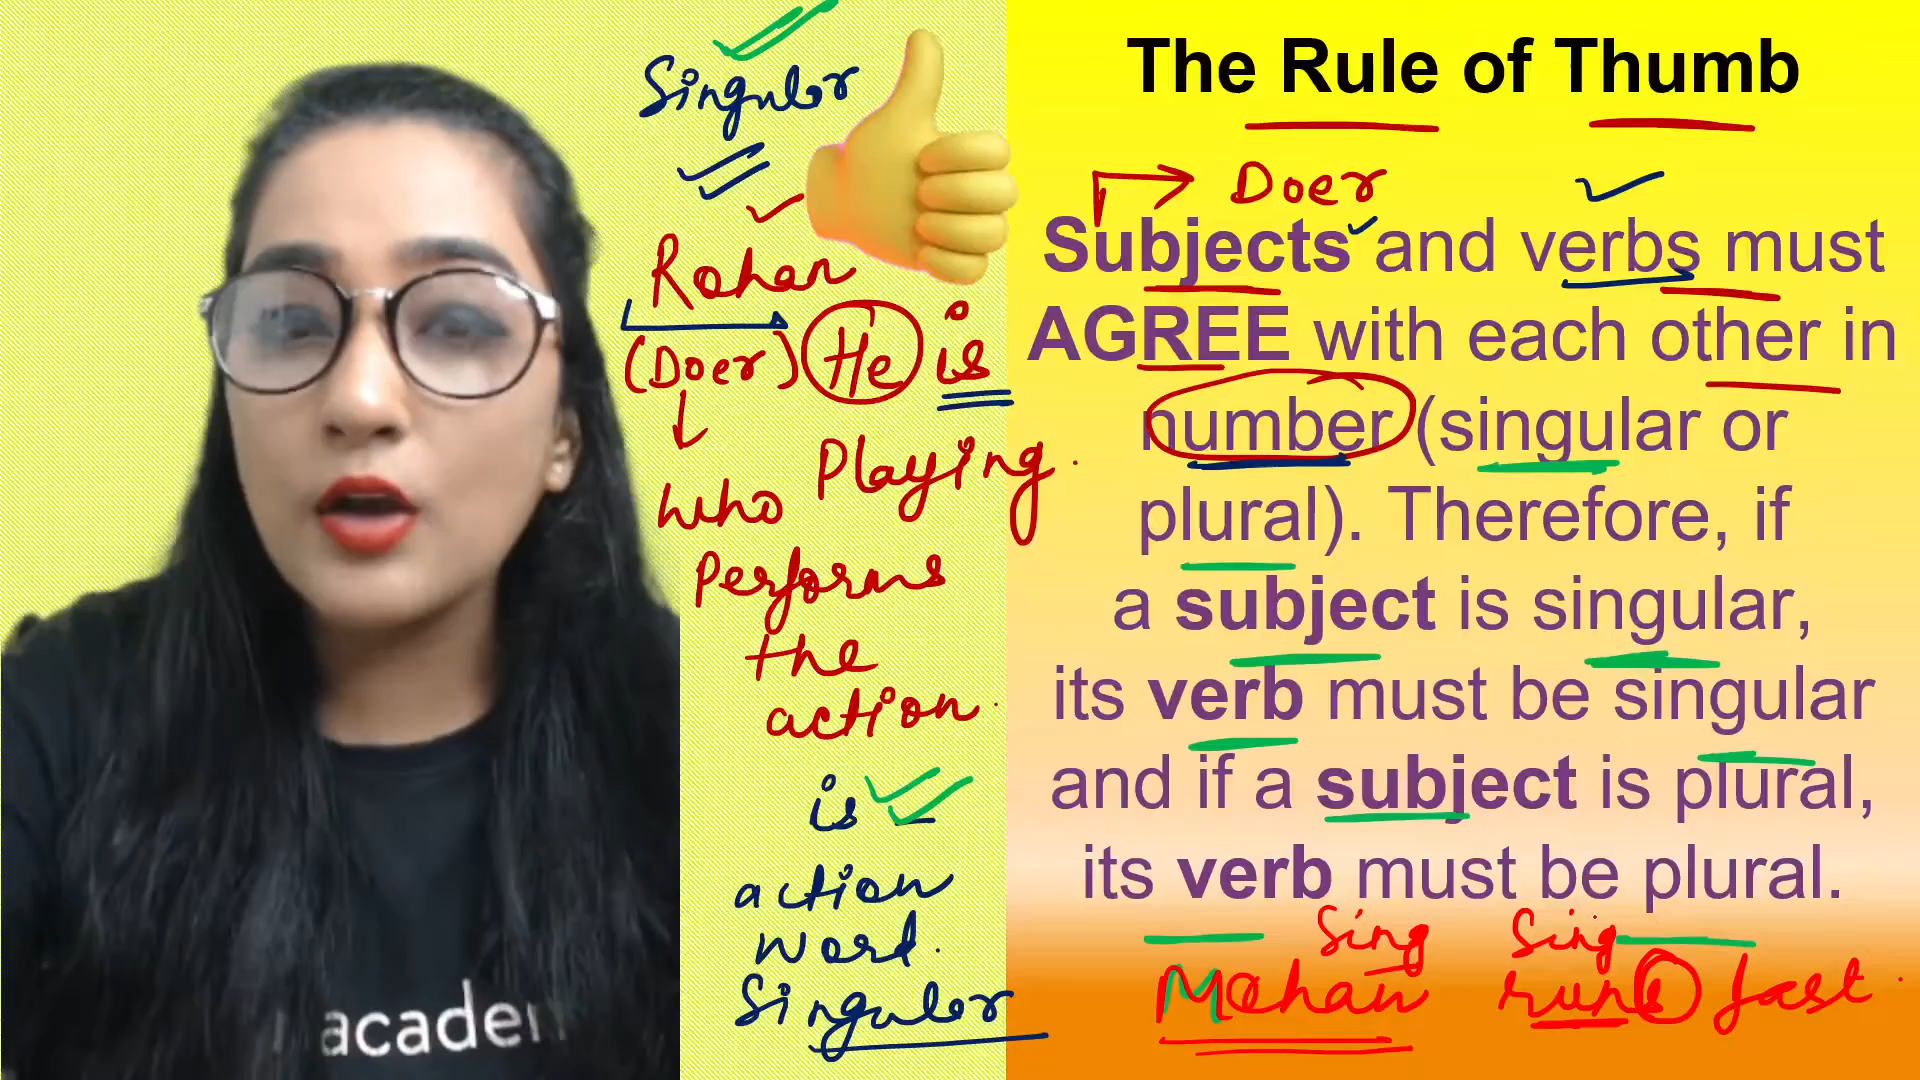 The Rule of Thumb
Doer
Subjects and verbs must
AGREE with each other in
number (singular or
plural). Therefore, if
a subject is singular,
its verb must be singular
and if a subject is plural,
its verb must be plural.
Sing Sing
Mohan runs fast.
Singular
Rohan
(Doer) He is
Playing.
who
Performs
the
action.
is
action
word.
Singular
academ